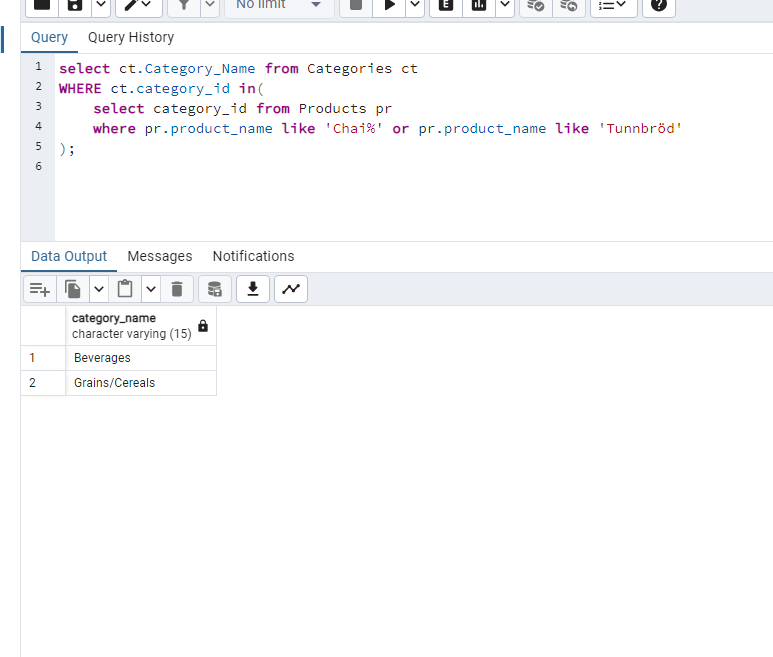 No limit
E
?
Query Query History
1 select ct.Category_Name from Categories ct
2 WHERE ct.category_id in(
3 select category_id from Products pr
4 where pr.product_name like 'Chai%' or pr.product_name like 'Tunnbröd'
5 );
6
Data Output Messages Notifications
category_name
character varying (15)
1 Beverages
2 Grains/Cereals